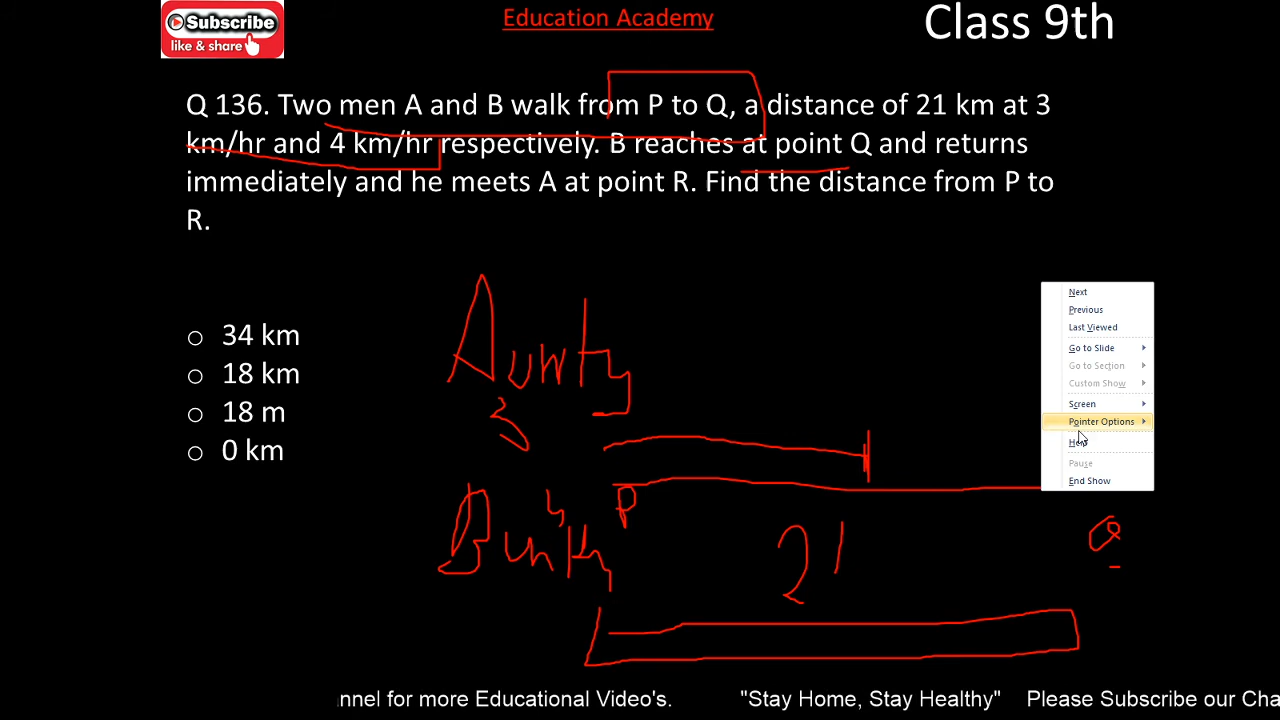 Subscribe
like & share
Education Academy
Class 9th
Q 136. Two men A and B walk from P to Q, a distance of 21 km at 3
km/hr and 4 km/hr respectively. B reaches at point Q and returns
immediately and he meets A at point R. Find the distance from P to
R.
34 km
18 km
18 m
0 km
3
P
21
Q
Next
Previous
Last Viewed
Go to Slide
Go to Section
Custom Show
Screen
Pointer Options
Help
Pause
End Show
nnel for more Educational Video's. "Stay Home, Stay Healthy" Please Subscribe our Cha